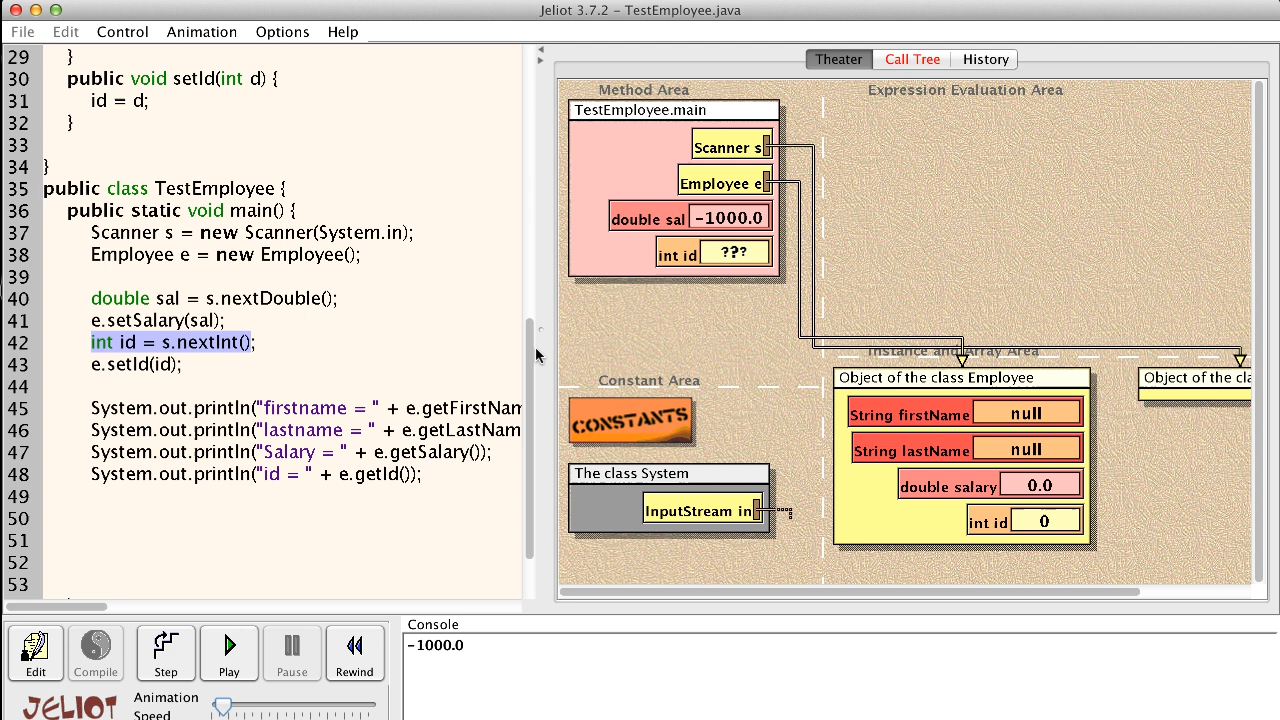 Jeliot 3.7.2 – TestEmployee.java
File Edit Control Animation Options Help
29 }
30 public void setId(int d) {
31 id = d;
32 }
33
34 }
35 public class TestEmployee {
36 public static void main() {
37 Scanner s = new Scanner(System.in);
38 Employee e = new Employee();
39
40 double sal = s.nextDouble();
41 e.setSalary(sal);
42 int id = s.nextInt();
43 e.setId(id);
44
45 System.out.println("firstname = " + e.getFirstNam
46 System.out.println("lastname = " + e.getLastNam
47 System.out.println("Salary = " + e.getSalary());
48 System.out.println("id = " + e.getId());
49
50
51
52
53
Theater Call Tree History
Method Area
Expression Evaluation Area
TestEmployee.main
Scanner s
Employee e
double sal -1000.0
int id ???
Constant Area
CONSTANTS
The class System
InputStream in
Instance and Array Area
Object of the class Employee
String firstName null
String lastName null
double salary 0.0
int id 0
Object of the cla
Edit Compile Step Play Pause Rewind
JELIOT
Animation
Speed
Console
-1000.0